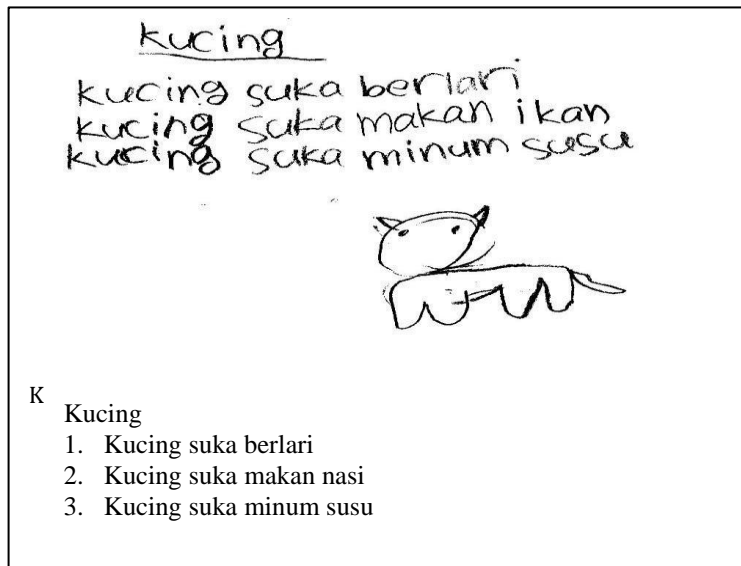 kucing
kucing suka berlari
kucing suka makan ikan
kucing suka minum susu
K
Kucing
1. Kucing suka berlari
2. Kucing suka makan nasi
3. Kucing suka minum susu